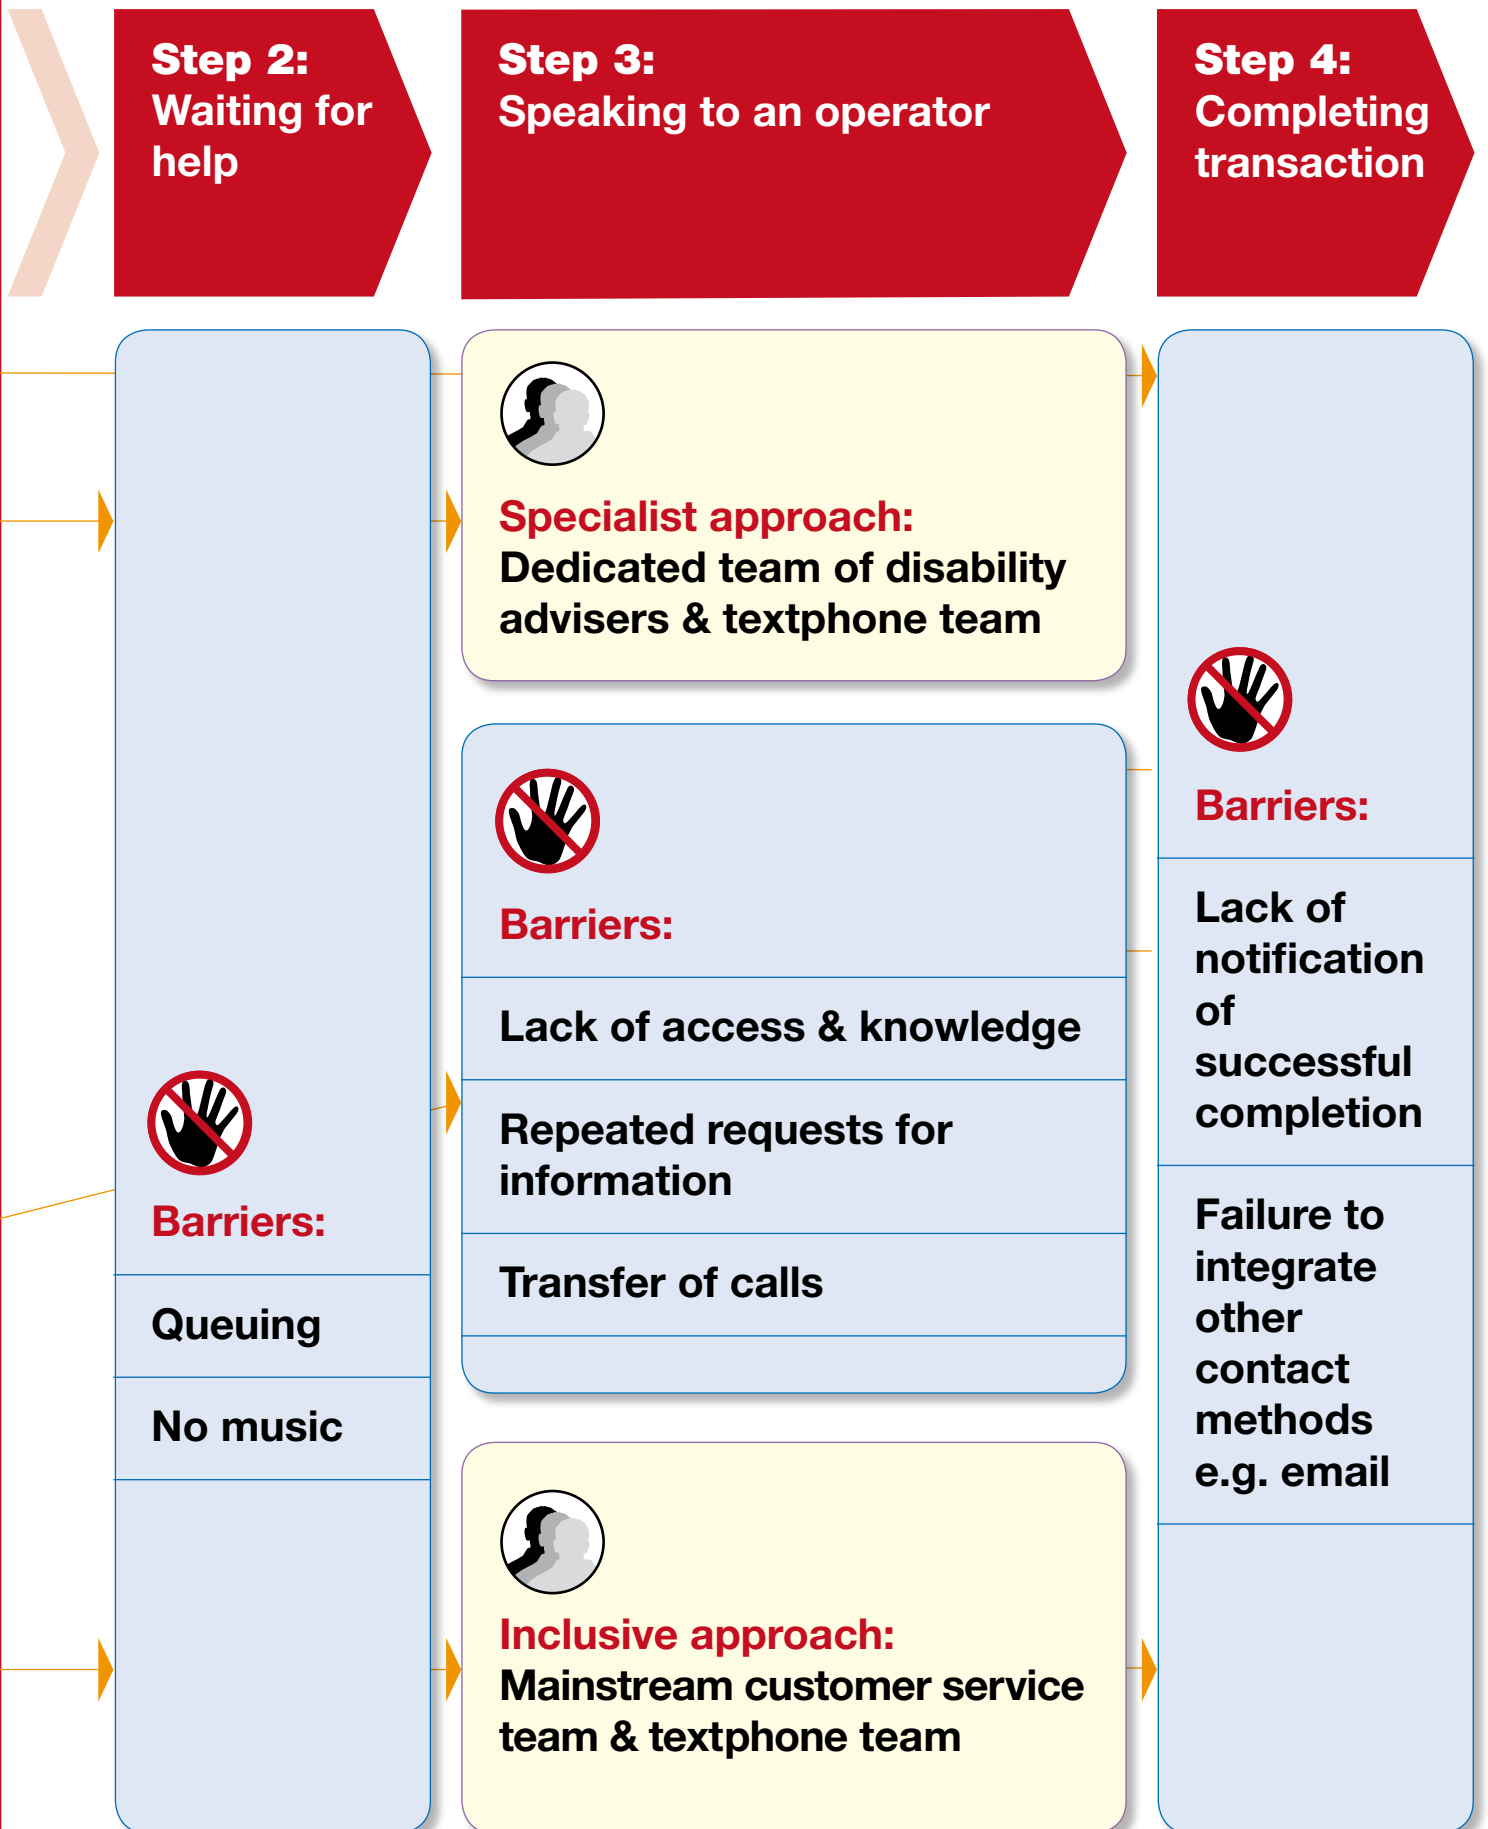 Step 2:
Waiting for
help
Step 3:
Speaking to an operator
Step 4:
Completing
transaction
Barriers:
Queuing
No music
Specialist approach:
Dedicated team of disability
advisers & textphone team
Barriers:
Lack of access & knowledge
Repeated requests for
information
Transfer of calls
Inclusive approach:
Mainstream customer service
team & textphone team
Barriers:
Lack of
notification
of
successful
completion
Failure to
integrate
other
contact
methods
e.g. email